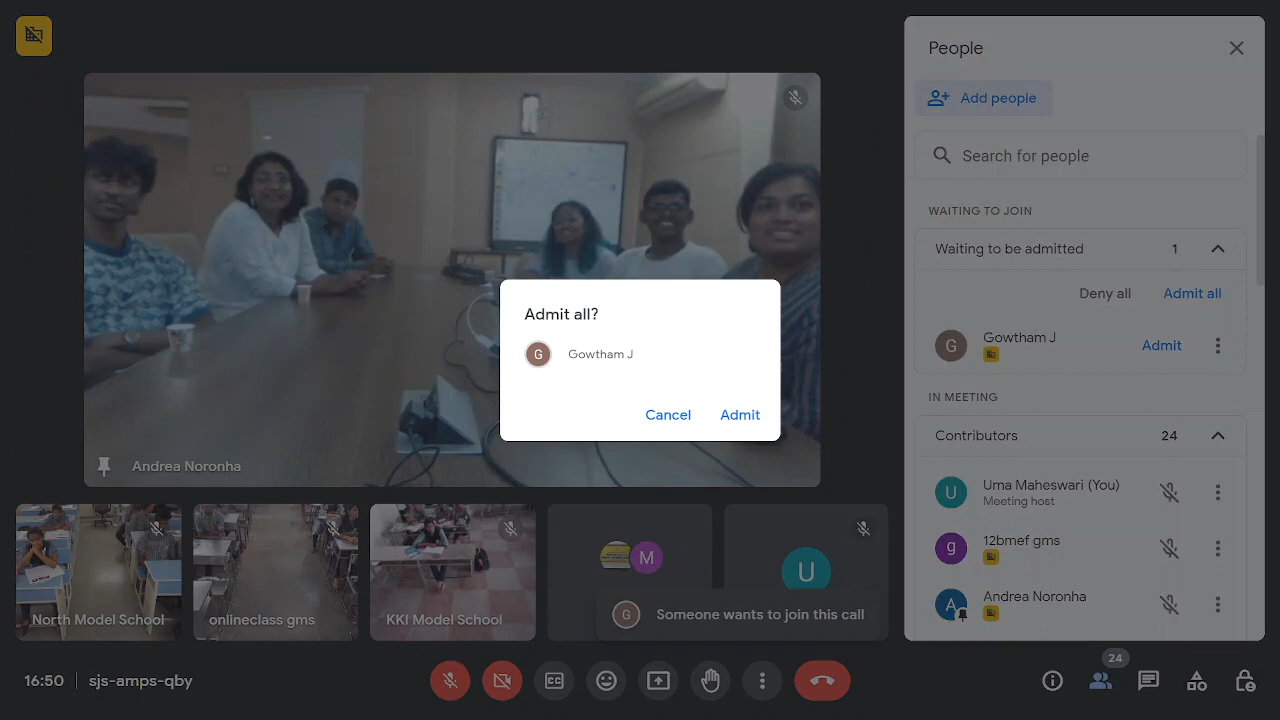 People
Add people
Search for people
WAITING TO JOIN
Waiting to be admitted 1
Deny all Admit all
G Gowtham J Admit
IN MEETING
Contributors 24
U Uma Maheswari (You)
Meeting host
g 12bmef gms
A Andrea Noronha
Admit all?
G Gowtham J
Cancel Admit
Andrea Noronha
North Model School
onlineclass gms
KKI Model School
M
U
G Someone wants to join this call
16:50 | sjs-amps-qby
CC
24